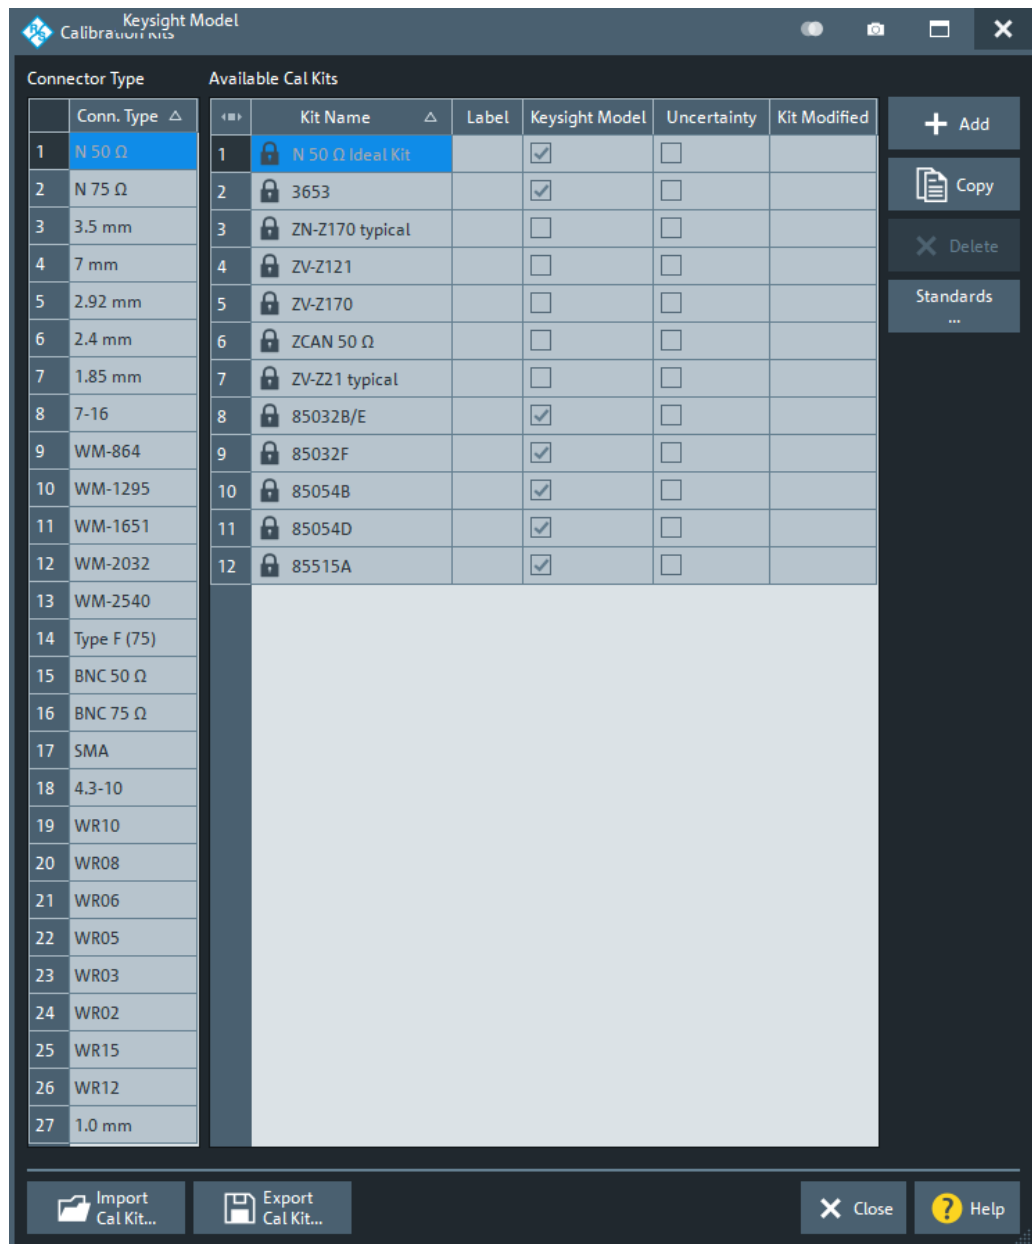 Keysight Model
Calibration Kits
Connector Type
Available Cal Kits
Conn. Type
Kit Name Label Keysight Model Uncertainty Kit Modified
1 N 50 Ω
2 N 75 Ω
3 3.5 mm
4 7 mm
5 2.92 mm
6 2.4 mm
7 1.85 mm
8 7-16
9 WM-864
10 WM-1295
11 WM-1651
12 WM-2032
13 WM-2540
14 Type F (75)
15 BNC 50 Ω
16 BNC 75 Ω
17 SMA
18 4.3-10
19 WR10
20 WR08
21 WR06
22 WR05
23 WR03
24 WR02
25 WR15
26 WR12
27 1.0 mm
1 N 50 Ω Ideal Kit
2 3653
3 ZN-Z170 typical
4 ZV-Z121
5 ZV-Z170
6 ZCAN 50 Ω
7 ZV-Z21 typical
8 85032B/E
9 85032F
10 85054B
11 85054D
12 85515A
Add
Copy
Delete
Standards
...
Import
Cal Kit...
Export
Cal Kit...
Close
? Help